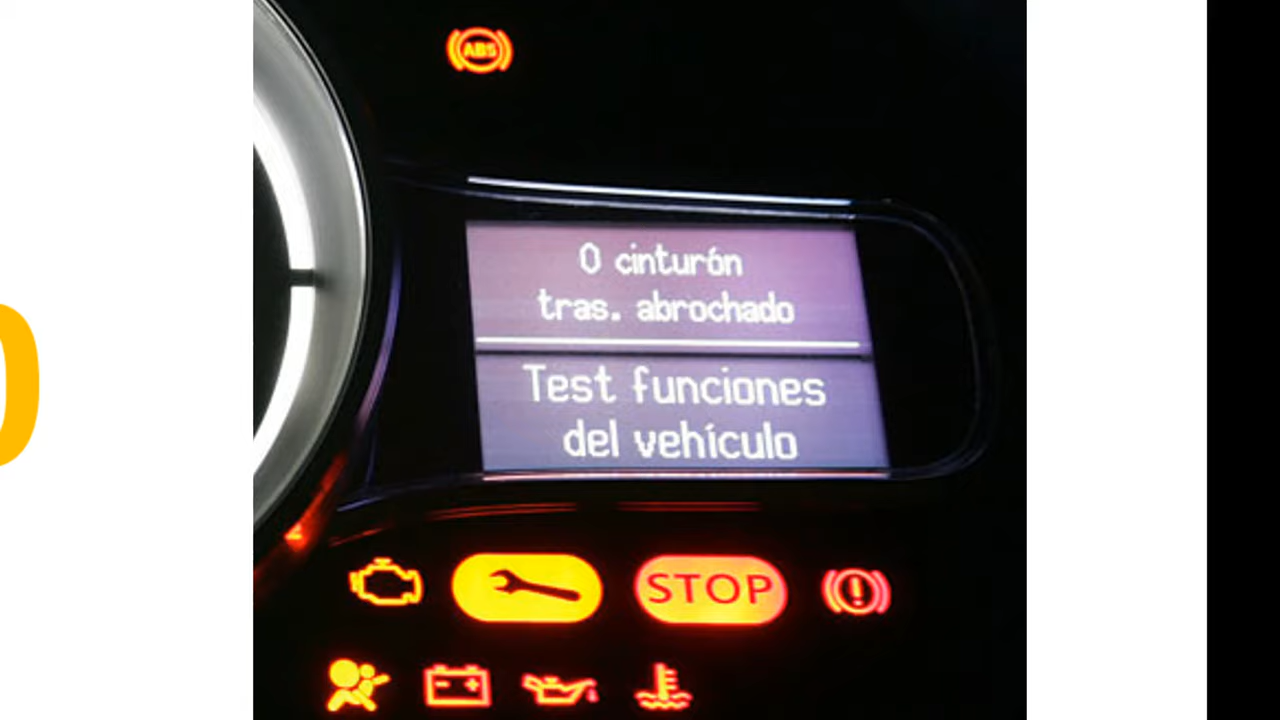 ABS
0 cinturón
tras. abrochado
Test funciones
del vehículo
STOP